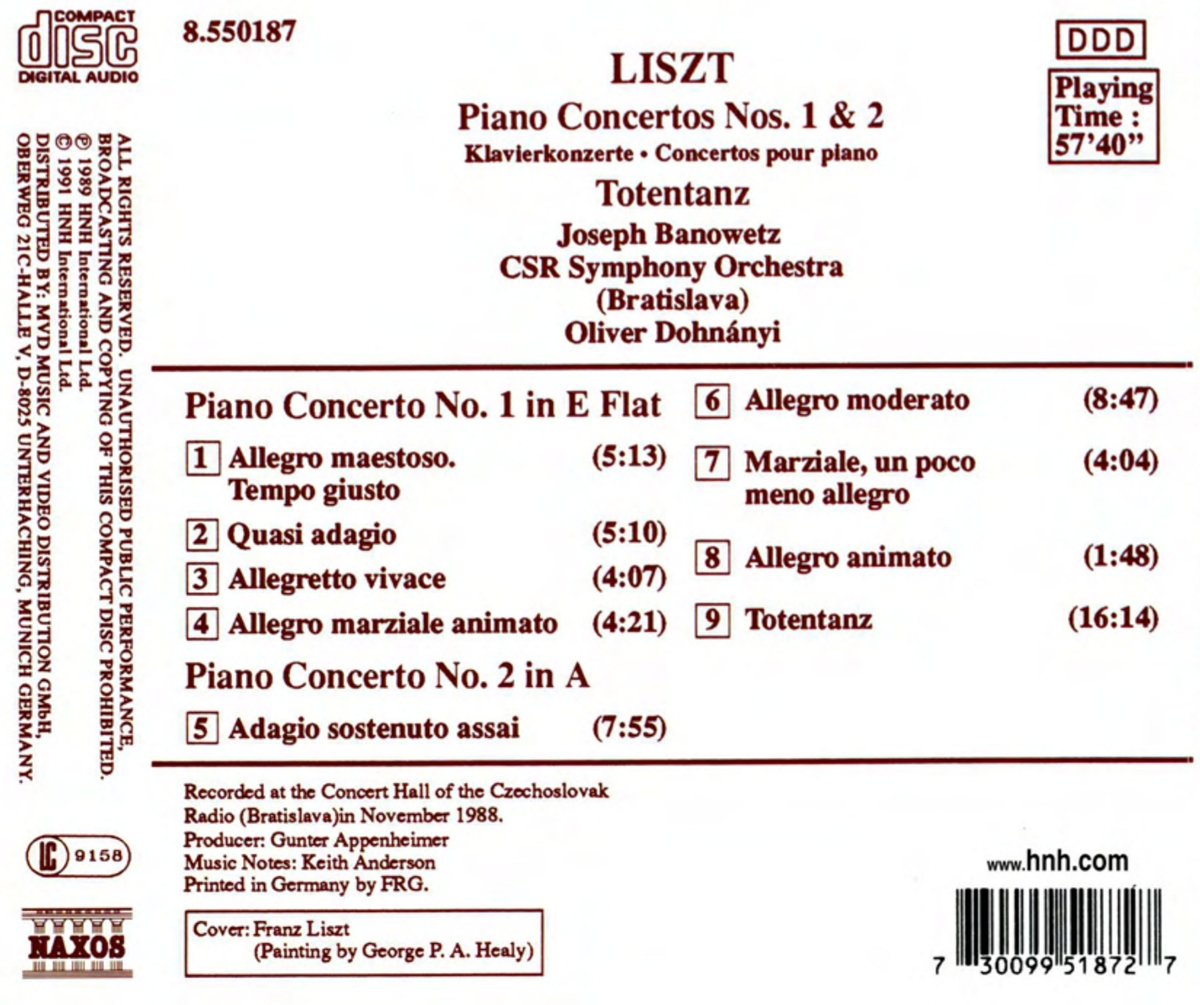 COMPACT
disc
DIGITAL AUDIO
8.550187
DDD
Playing
Time :
57'40"
LISZT
Piano Concertos Nos. 1 & 2
Klavierkonzerte • Concertos pour piano
Totentanz
Joseph Banowetz
CSR Symphony Orchestra
(Bratislava)
Oliver Dohnányi
ALL RIGHTS RESERVED. UNAUTHORISED PUBLIC PERFORMANCE,
BROADCASTING AND COPYING OF THIS COMPACT DISC PROHIBITED.
℗ 1989 HNH International Ltd.
© 1991 HNH International Ltd.
DISTRIBUTED BY: MVD MUSIC AND VIDEO DISTRIBUTION GMbH,
OBERWEG 21C-HALLE V, D-8025 UNTERHACHING, MUNICH GERMANY.
Piano Concerto No. 1 in E Flat
1 Allegro maestoso. (5:13)
Tempo giusto
2 Quasi adagio (5:10)
3 Allegretto vivace (4:07)
4 Allegro marziale animato (4:21)
Piano Concerto No. 2 in A
5 Adagio sostenuto assai (7:55)
6 Allegro moderato (8:47)
7 Marziale, un poco (4:04)
meno allegro
8 Allegro animato (1:48)
9 Totentanz (16:14)
Recorded at the Concert Hall of the Czechoslovak
Radio (Bratislava)in November 1988.
Producer: Gunter Appenheimer
Music Notes: Keith Anderson
Printed in Germany by FRG.
Cover: Franz Liszt
(Painting by George P. A. Healy)
LC 9158
NAXOS
www.hnh.com
7 30099 51872 7